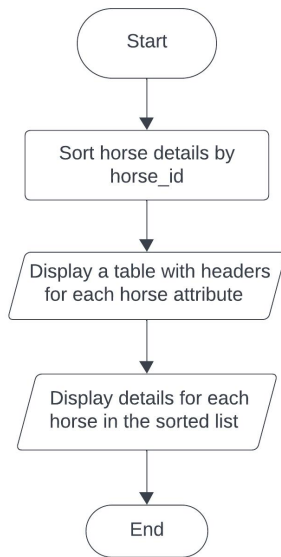 Start
Sort horse details by
horse_id
Display a table with headers
for each horse attribute
Display details for each
horse in the sorted list
End